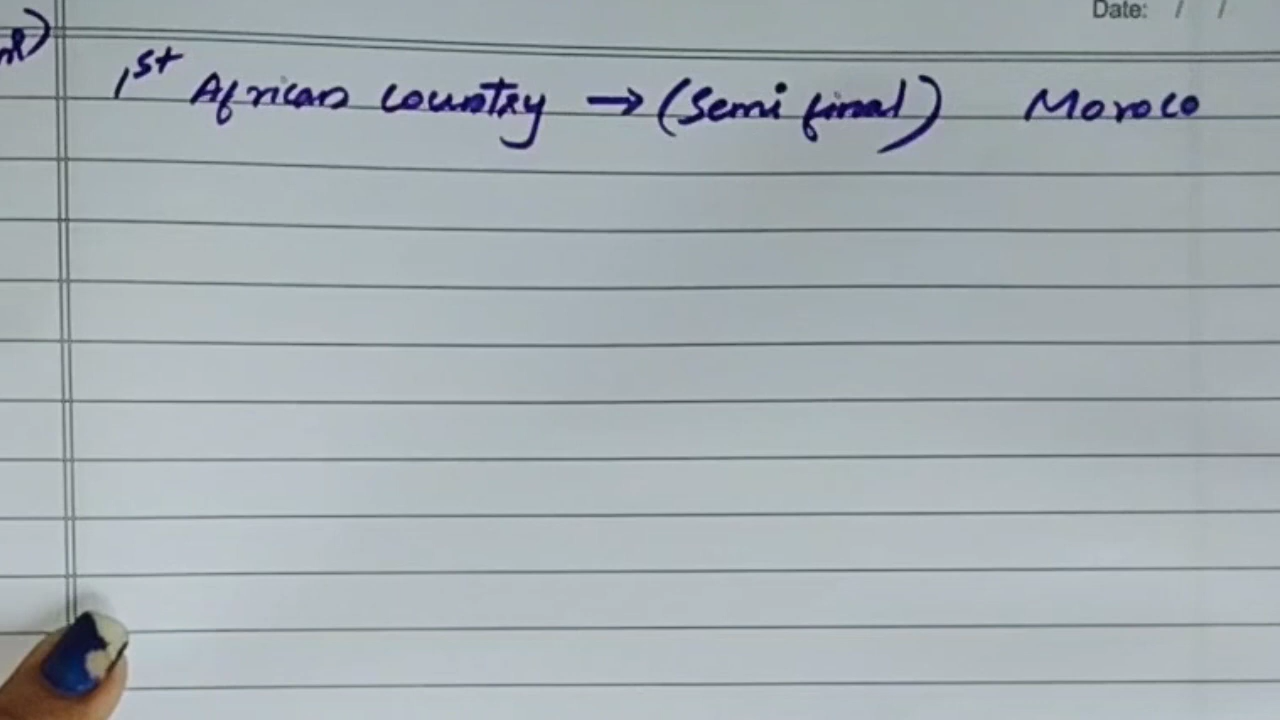 Date: / /
1st African country → (Semi final) Moroco